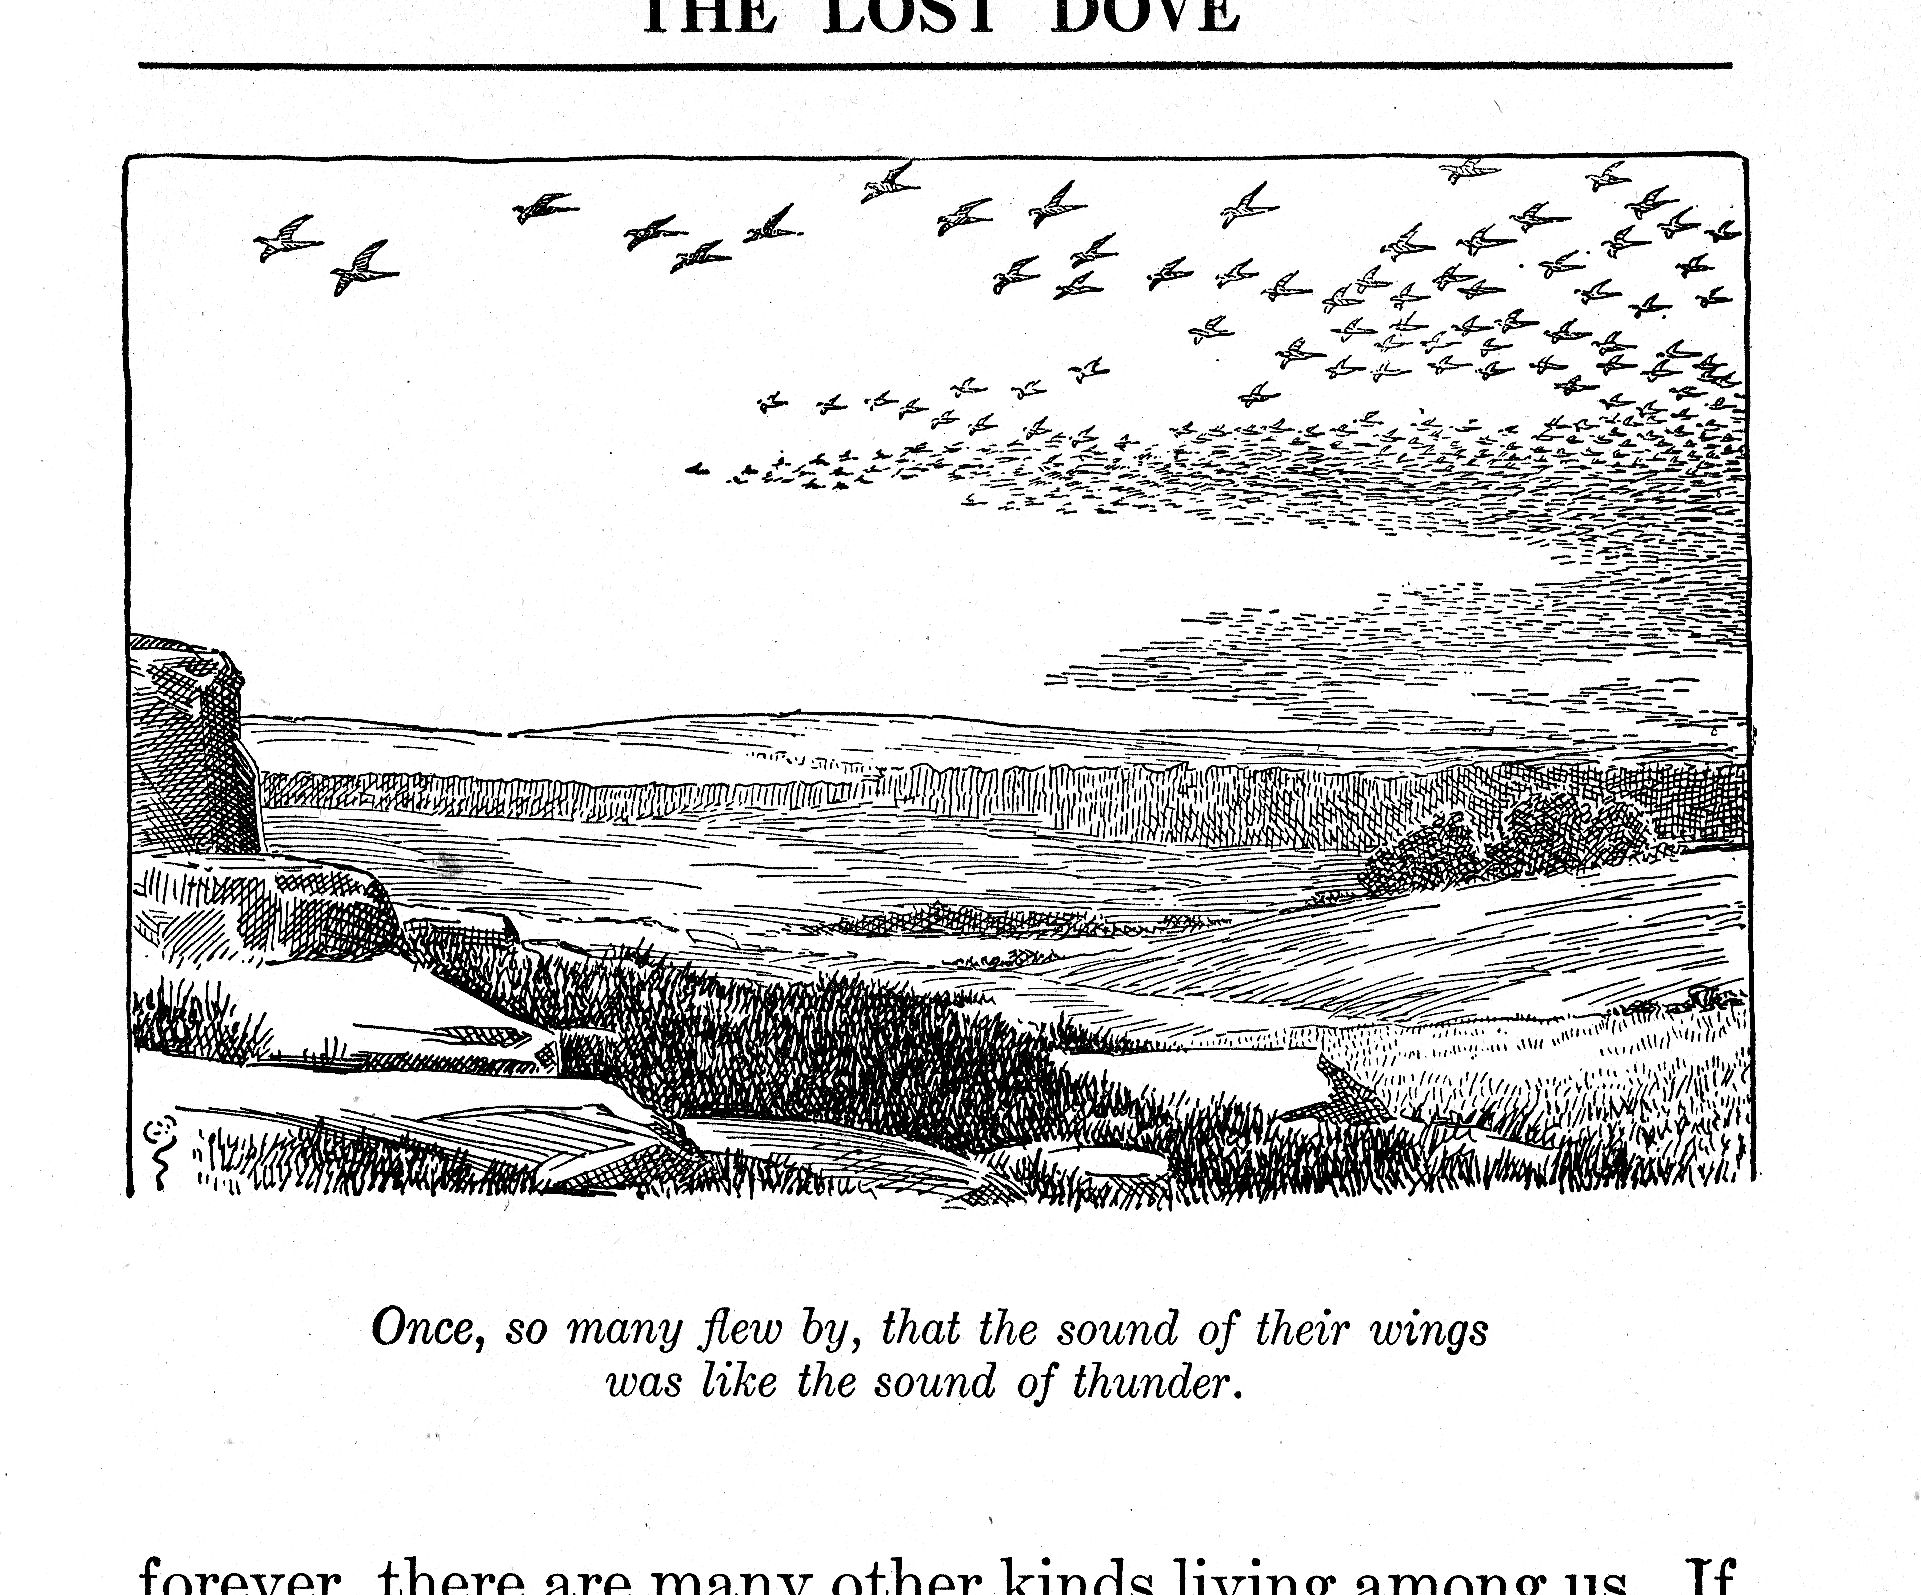 THE LOST DOVE
Once, so many flew by, that the sound of their wings
was like the sound of thunder.
forever, there are many other kinds living among us. If